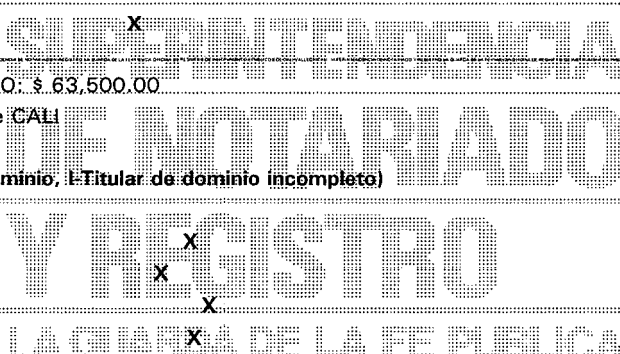 X
SUPERINTENDENCIA
O: $ 63,500.00
e CALI
DE NOTARIADO
minio, I-Titular de dominio incompleto)
Y REGISTRO
X
X
X
X
LA GUARDA DE LA FE PUBLICA